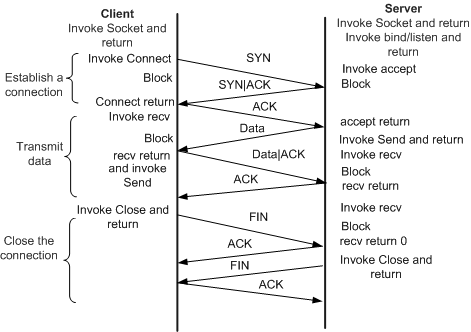 Client
Invoke Socket and
return
Server
Invoke Socket and return
Invoke bind/listen and
return
Invoke Connect
SYN
Invoke accept
Establish a
connection
Block
SYN|ACK
Block
Connect return
ACK
Invoke recv
Data
accept return
Transmit
data
Block
Invoke Send and return
recv return
and invoke
Send
Data|ACK
Invoke recv
Block
ACK
recv return
Invoke Close and
return
FIN
Invoke recv
Block
Close the
connection
ACK
recv return 0
FIN
Invoke Close and
return
ACK